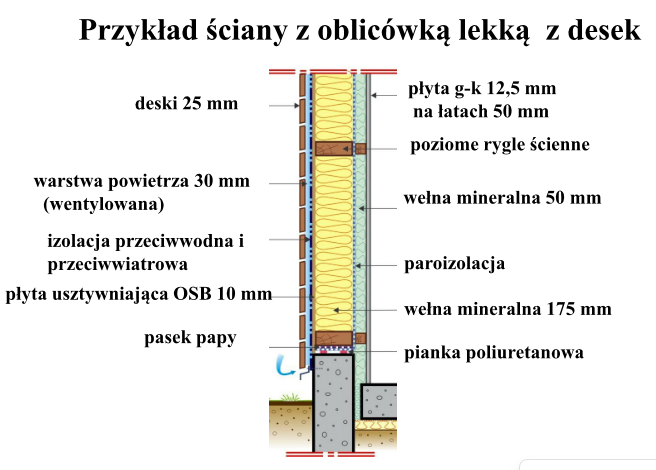 Przykład ściany z oblicówką lekką z desek
deski 25 mm
warstwa powietrza 30 mm
(wentylowana)
izolacja przeciwwodna i
przeciwwiatrowa
płyta usztywniająca OSB 10 mm
pasek papy
płyta g-k 12,5 mm
na łatach 50 mm
poziome rygle ścienne
wełna mineralna 50 mm
paroizolacja
wełna mineralna 175 mm
pianka poliuretanowa